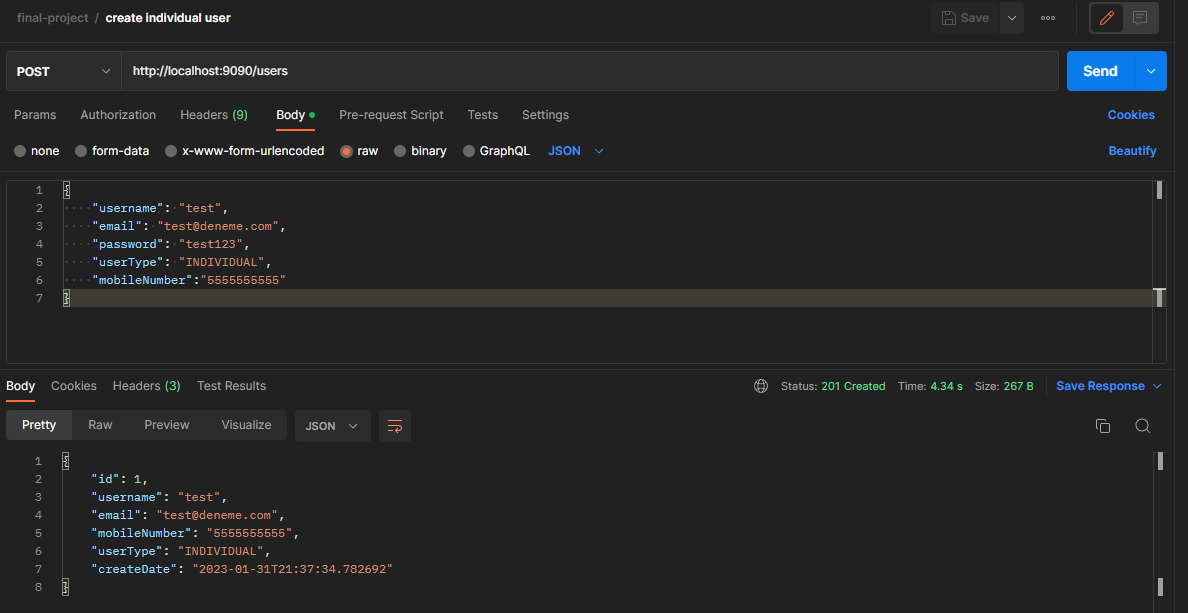 final-project / create individual user
Save
POST
http://localhost:9090/users
Send
Params Authorization Headers (9) Body Pre-request Script Tests Settings Cookies
none form-data x-www-form-urlencoded raw binary GraphQL JSON Beautify
1 {
2 "username": "test",
3 "email": "test@deneme.com",
4 "password": "test123",
5 "userType": "INDIVIDUAL",
6 "mobileNumber":"5555555555"
7 }
Body Cookies Headers (3) Test Results Status: 201 Created Time: 4.34 s Size: 267 B Save Response
Pretty Raw Preview Visualize JSON
1 {
2 "id": 1,
3 "username": "test",
4 "email": "test@deneme.com",
5 "mobileNumber": "5555555555",
6 "userType": "INDIVIDUAL",
7 "createDate": "2023-01-31T21:37:34.782692"
8 }